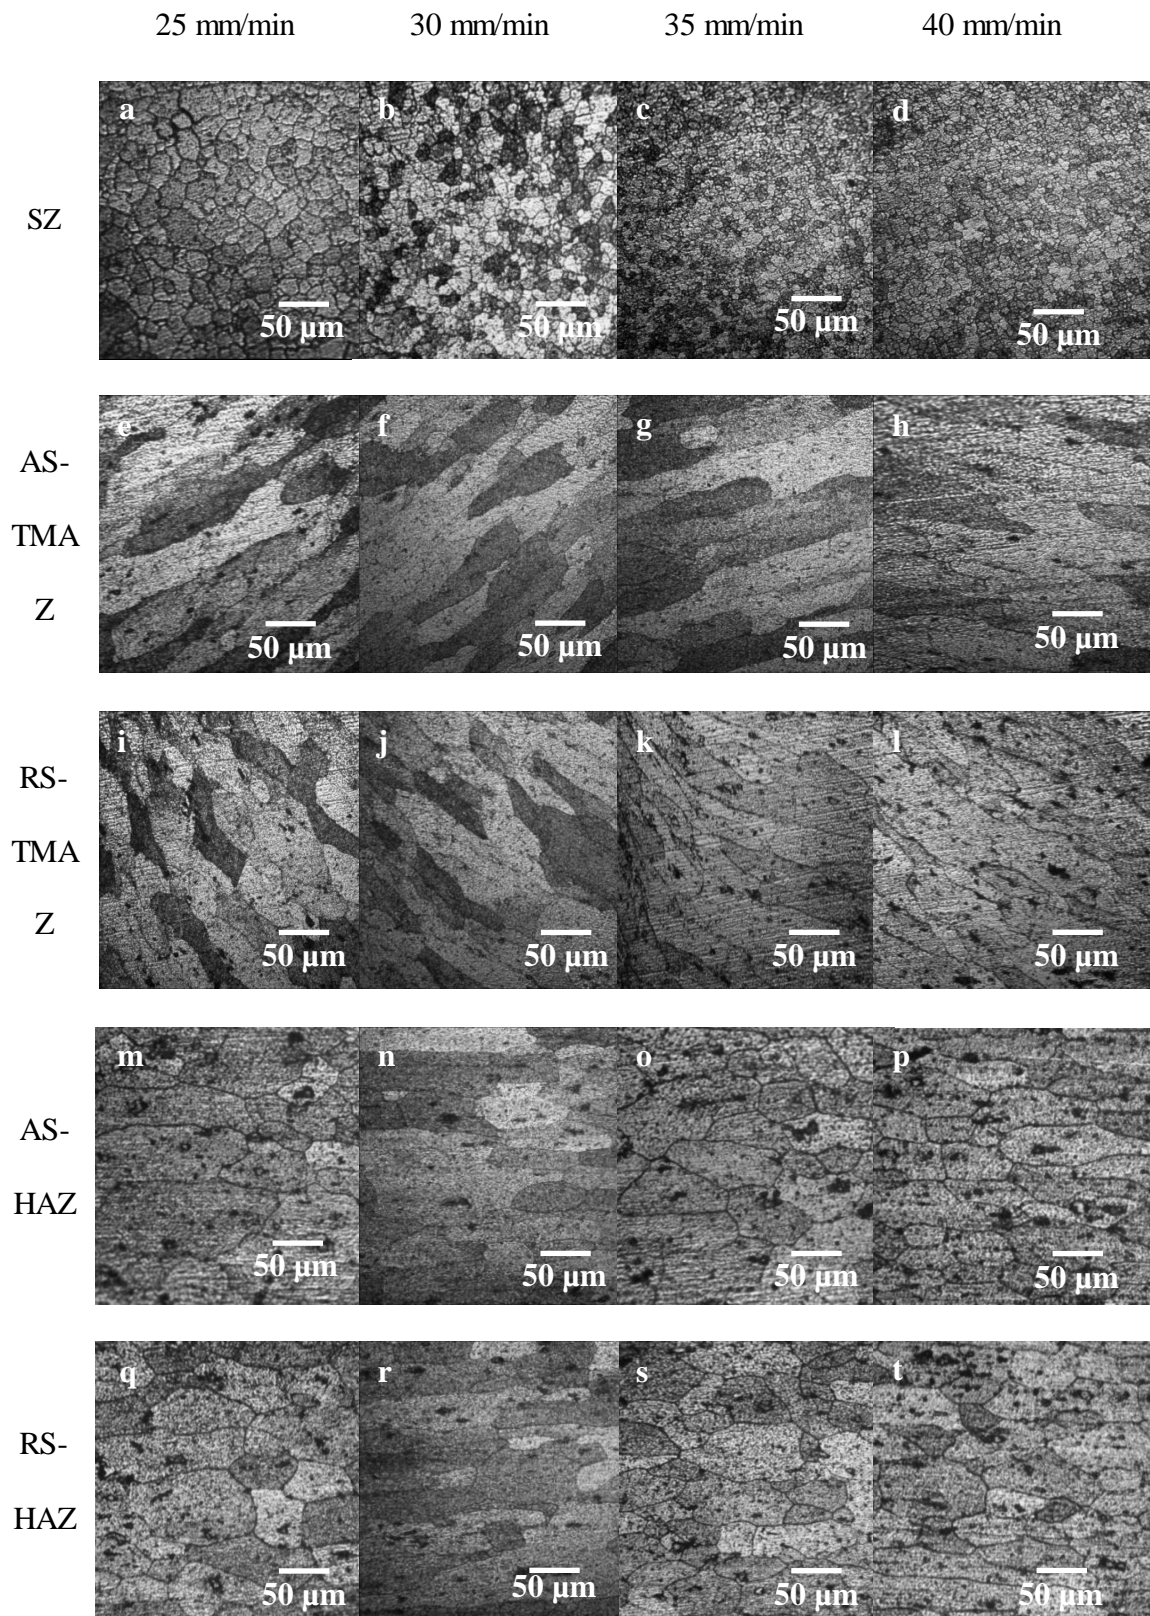 25 mm/min 30 mm/min 35 mm/min 40 mm/min
a b c d
SZ
50 µm 50 µm 50 µm 50 µm
e f g h
AS-
TMA
Z
50 µm 50 µm 50 µm 50 µm
i j k l
RS-
TMA
Z
50 µm 50 µm 50 µm 50 µm
m n o p
AS-
HAZ
50 µm 50 µm 50 µm 50 µm
q r s t
RS-
HAZ
50 µm 50 µm 50 µm 50 µm